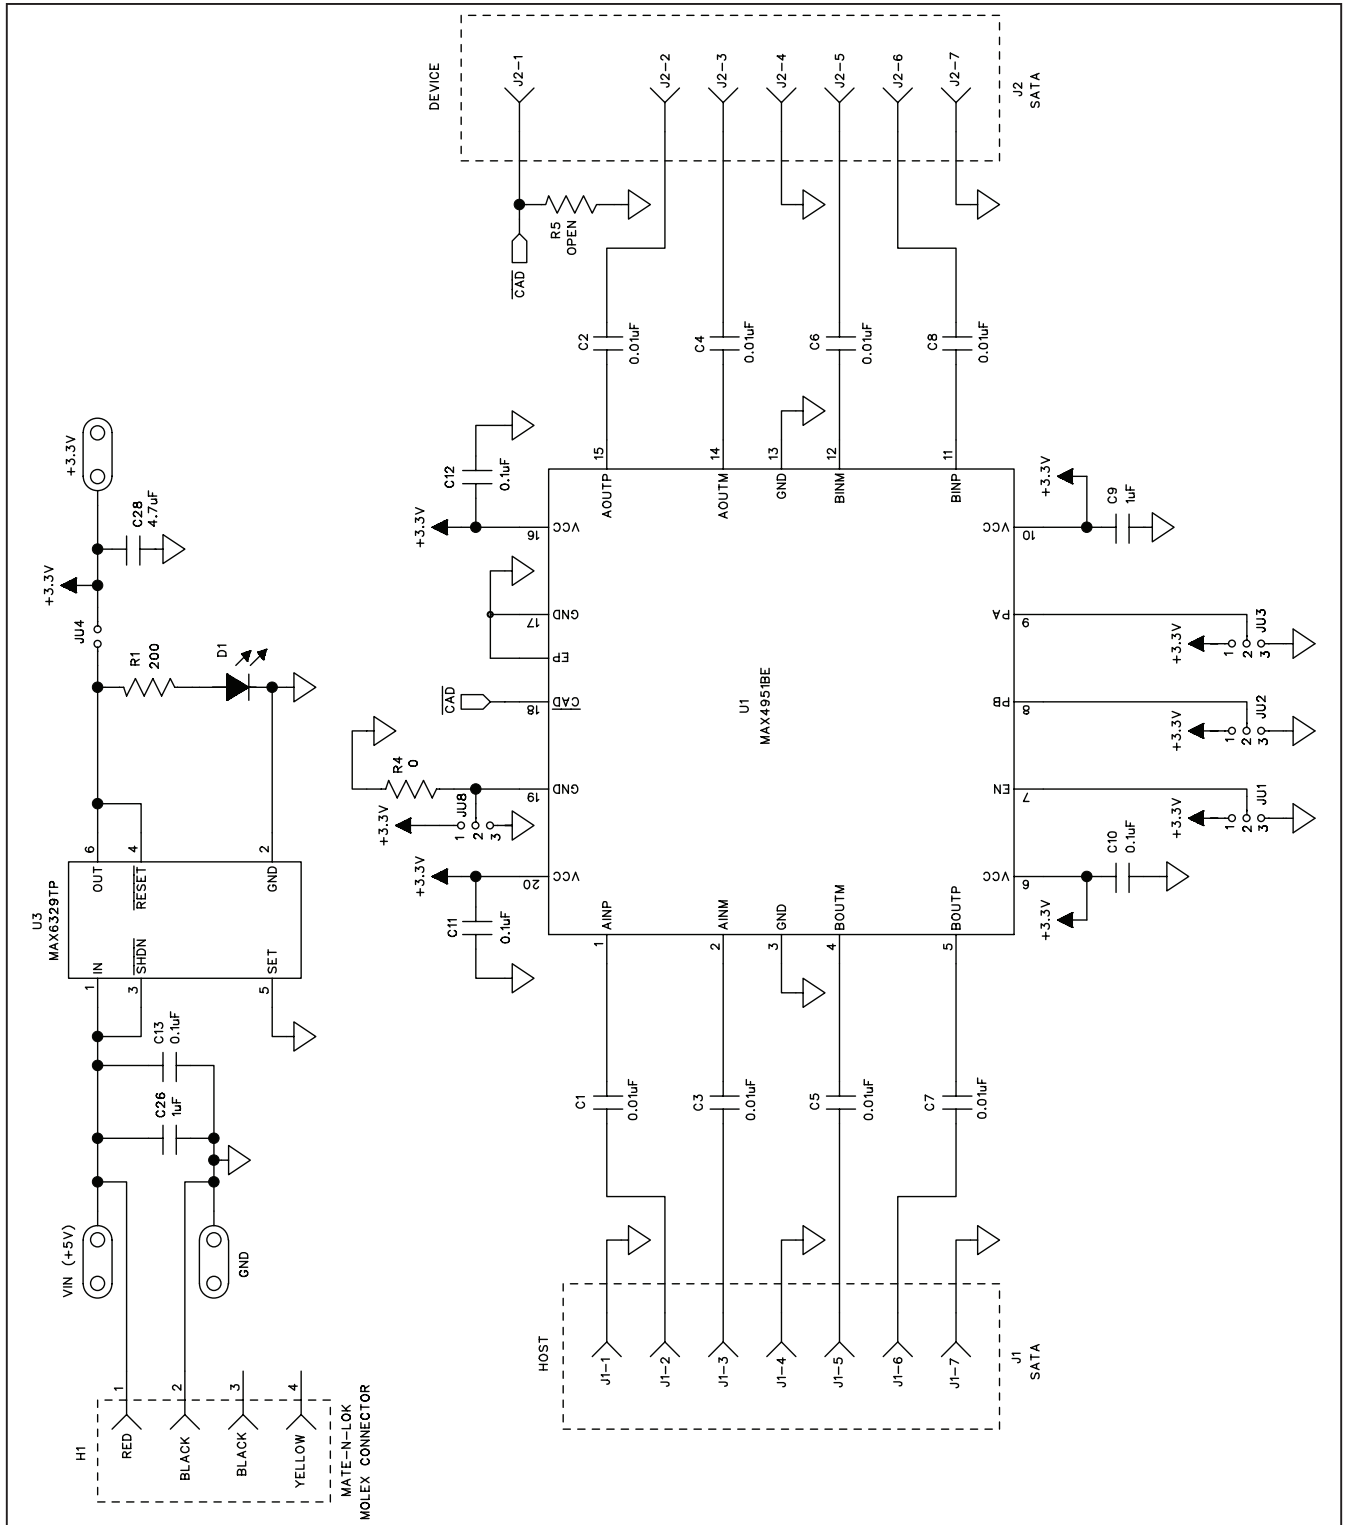 H1
RED
BLACK
BLACK
YELLOW
1
2
3
4
MATE-N-LOK
MOLEX CONNECTOR
VIN (+5V)
GND
C26
1uF
C13
0.1uF
U3
MAX6329TP
1
IN
3
SHDN
5
SET
OUT
6
RESET
4
GND
2
R1
200
D1
JU4
+3.3V
C28
4.7uF
+3.3V
HOST
J1-1
J1-2
J1-3
J1-4
J1-5
J1-6
J1-7
J1
SATA
C1
0.01uF
C3
0.01uF
C5
0.01uF
C7
0.01uF
U1
MAX4951BE
1
AINP
2
AINM
3
GND
4
BOUTM
5
BOUTP
6
VCC
7
EN
8
PB
9
PA
10
VCC
11
BINP
12
BINM
13
GND
14
AOUTM
15
AOUTP
16
VCC
17
GND
EP
18
CAD
19
GND
20
VCC
C11
0.1uF
+3.3V
+3.3V
JU8
1
2
3
R4
0
CAD
+3.3V
C12
0.1uF
+3.3V
C10
0.1uF
+3.3V
1
2
3
JU1
+3.3V
1
2
3
JU2
+3.3V
1
2
3
JU3
+3.3V
C9
1uF
C2
0.01uF
C4
0.01uF
C6
0.01uF
C8
0.01uF
CAD
R5
OPEN
DEVICE
J2-1
J2-2
J2-3
J2-4
J2-5
J2-6
J2-7
J2
SATA